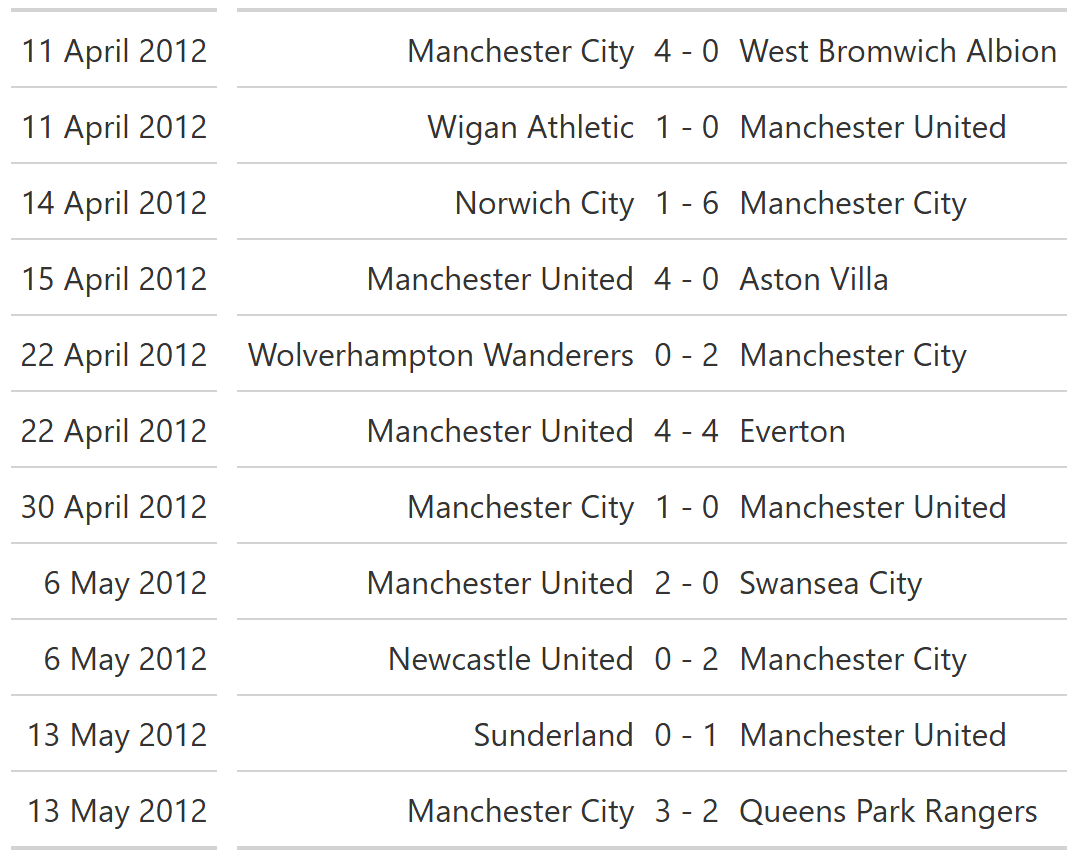 11 April 2012 Manchester City 4 - 0 West Bromwich Albion
11 April 2012 Wigan Athletic 1 - 0 Manchester United
14 April 2012 Norwich City 1 - 6 Manchester City
15 April 2012 Manchester United 4 - 0 Aston Villa
22 April 2012 Wolverhampton Wanderers 0 - 2 Manchester City
22 April 2012 Manchester United 4 - 4 Everton
30 April 2012 Manchester City 1 - 0 Manchester United
6 May 2012 Manchester United 2 - 0 Swansea City
6 May 2012 Newcastle United 0 - 2 Manchester City
13 May 2012 Sunderland 0 - 1 Manchester United
13 May 2012 Manchester City 3 - 2 Queens Park Rangers